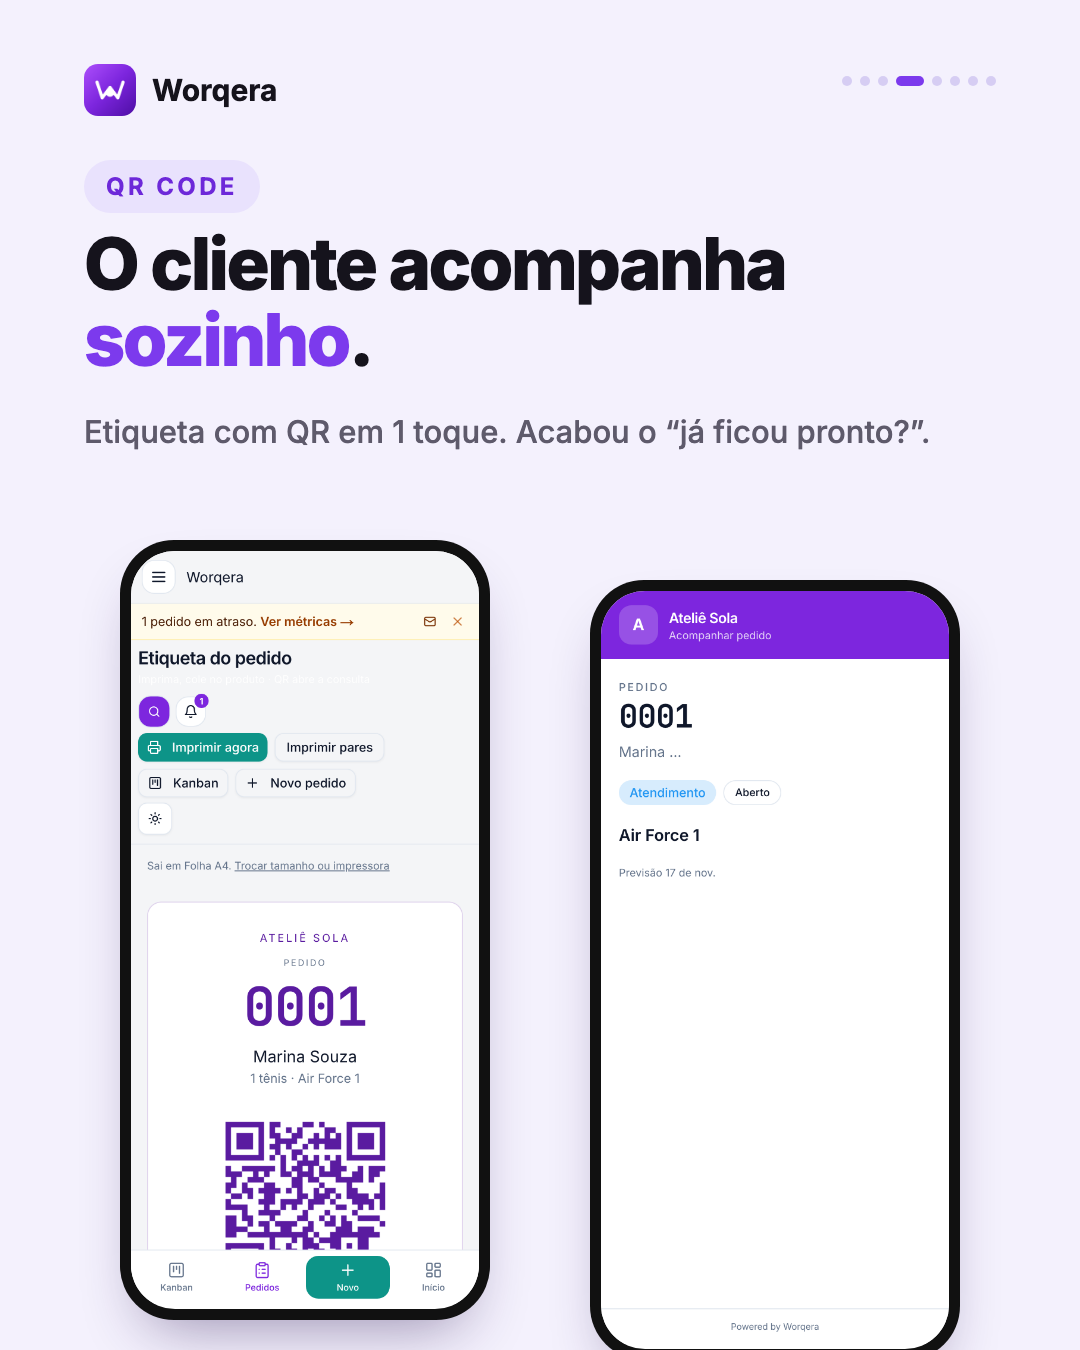 Worqera
QR CODE
O cliente acompanha
sozinho.
Etiqueta com QR em 1 toque. Acabou o “já ficou pronto?”.
Worqera
1 pedido em atraso. Ver métricas →
Etiqueta do pedido
1
Imprimir agora
Imprimir pares
Kanban
Novo pedido
Sai em Folha A4. Trocar tamanho ou impressora
ATELIÊ SOLA
PEDIDO
0001
Marina Souza
1 tênis · Air Force 1
Kanban
Pedidos
Novo
Início
A
Ateliê Sola
Acompanhar pedido
PEDIDO
0001
Marina ...
Atendimento
Aberto
Air Force 1
Previsão 17 de nov.
Powered by Worqera